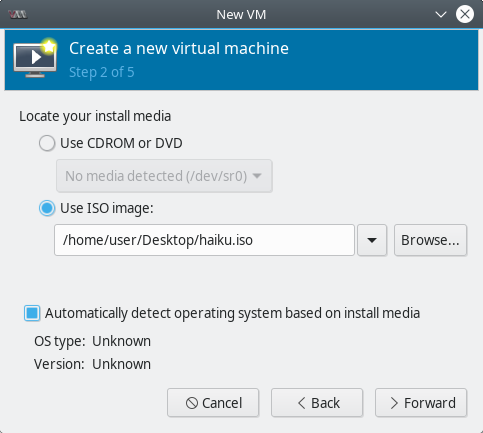 New VM
Create a new virtual machine
Step 2 of 5
Locate your install media
Use CDROM or DVD
No media detected (/dev/sr0)
Use ISO image:
/home/user/Desktop/haiku.iso
Browse...
Automatically detect operating system based on install media
OS type: Unknown
Version: Unknown
Cancel Back Forward